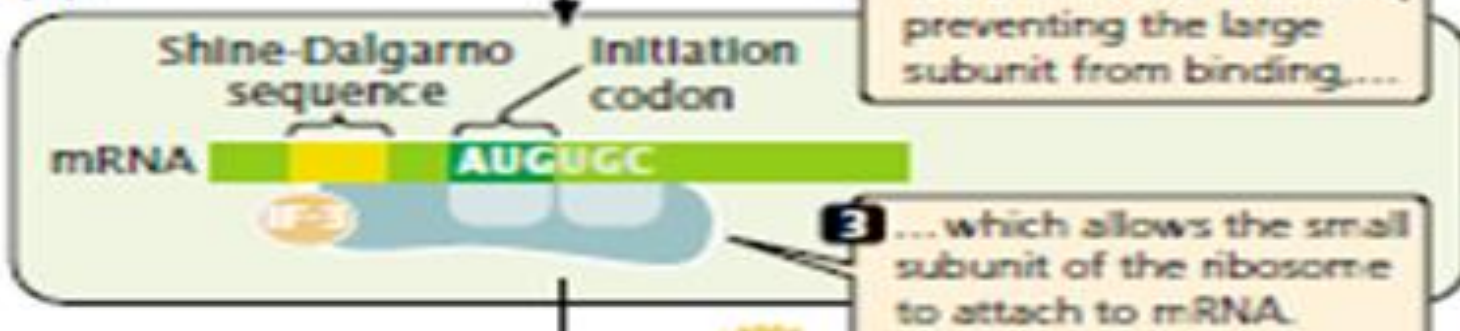 preventing the large
subunit from binding,...
Shine-Dalgarno
sequence
Initiation
codon
mRNA
AUGUGC
3 ...which allows the small
subunit of the ribosome
to attach to mRNA.